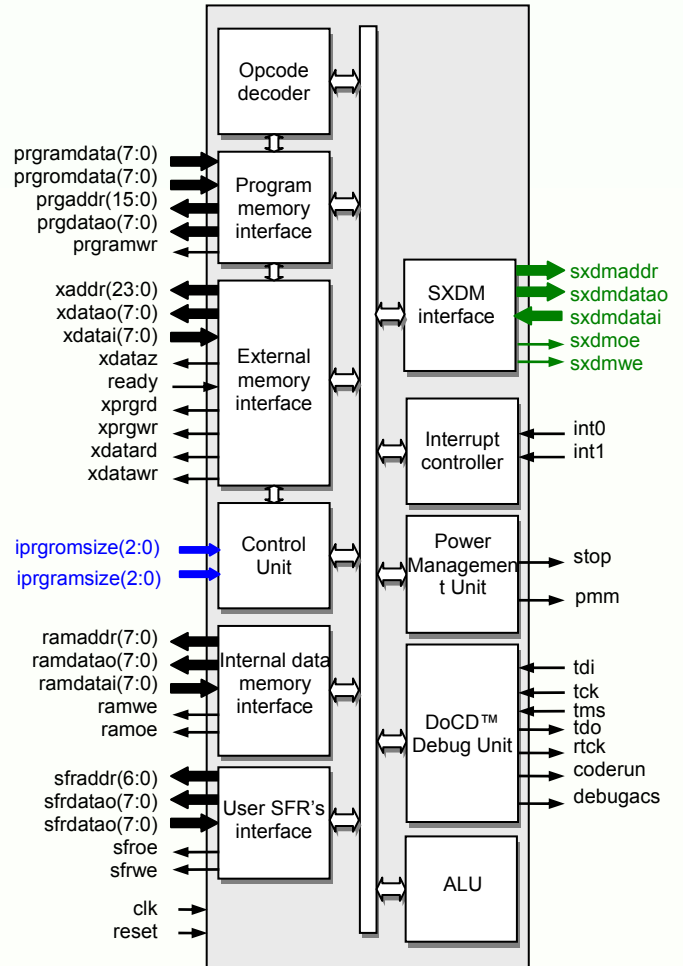 Opcode
decoder
prgramdata(7:0)
prgromdata(7:0)
prgaddr(15:0)
prgdatao(7:0)
prgramwr
Program
memory
interface
xaddr(23:0)
xdatao(7:0)
xdatai(7:0)
xdataz
ready
xprgrd
xprgwr
xdatard
xdatawr
External
memory
interface
iprgromsize(2:0)
iprgramsize(2:0)
Control
Unit
ramaddr(7:0)
ramdatao(7:0)
ramdatai(7:0)
ramwe
ramoe
Internal data
memory
interface
sfraddr(6:0)
sfrdatao(7:0)
sfrdatao(7:0)
sfroe
sfrwe
User SFR's
interface
clk
reset
SXDM
interface
sxdmaddr
sxdmdatao
sxdmdatai
sxdmoe
sxdmwe
Interrupt
controller
int0
int1
Power
Managemen
t Unit
stop
pmm
DoCD™
Debug Unit
tdi
tck
tms
tdo
rtck
coderun
debugacs
ALU